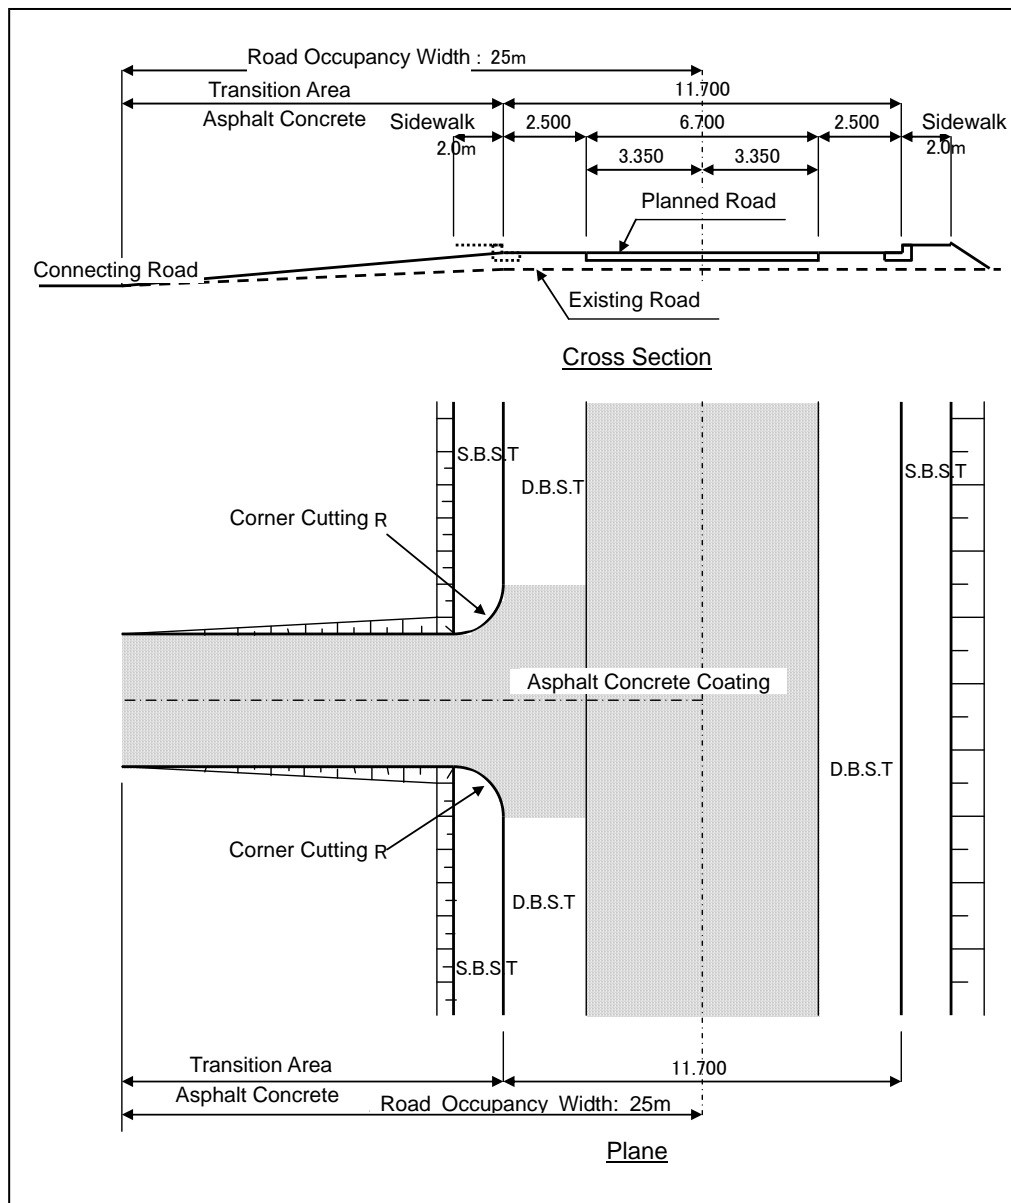 Road Occupancy Width : 25m
Transition Area
11.700
Asphalt Concrete
Sidewalk
2.500
6.700
2.500
Sidewalk
2.0m
2.0m
3.350
3.350
Planned Road
Connecting Road
Existing Road
Cross Section
S.B.S.T
D.B.S.T
S.B.S.T
Corner Cutting R
Asphalt Concrete Coating
D.B.S.T
Corner Cutting R
D.B.S.T
S.B.S.T
Transition Area
11.700
Asphalt Concrete
Road Occupancy Width: 25m
Plane